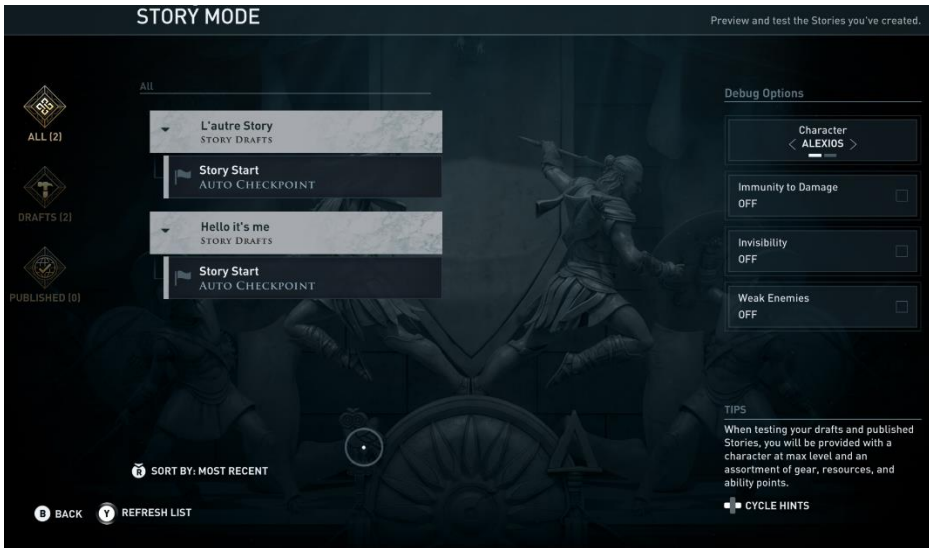 STORY MODE
Preview and test the Stories you've created.
ALL (2)
DRAFTS (2)
PUBLISHED (0)
All
L'autre Story
STORY DRAFTS
Story Start
AUTO CHECKPOINT
Hello it's me
STORY DRAFTS
Story Start
AUTO CHECKPOINT
R SORT BY: MOST RECENT
B BACK Y REFRESH LIST
Debug Options
Character
< ALEXIOS >
Immunity to Damage
OFF
Invisibility
OFF
Weak Enemies
OFF
TIPS
When testing your drafts and published
Stories, you will be provided with a
character at max level and an
assortment of gear, resources, and
ability points.
CYCLE HINTS